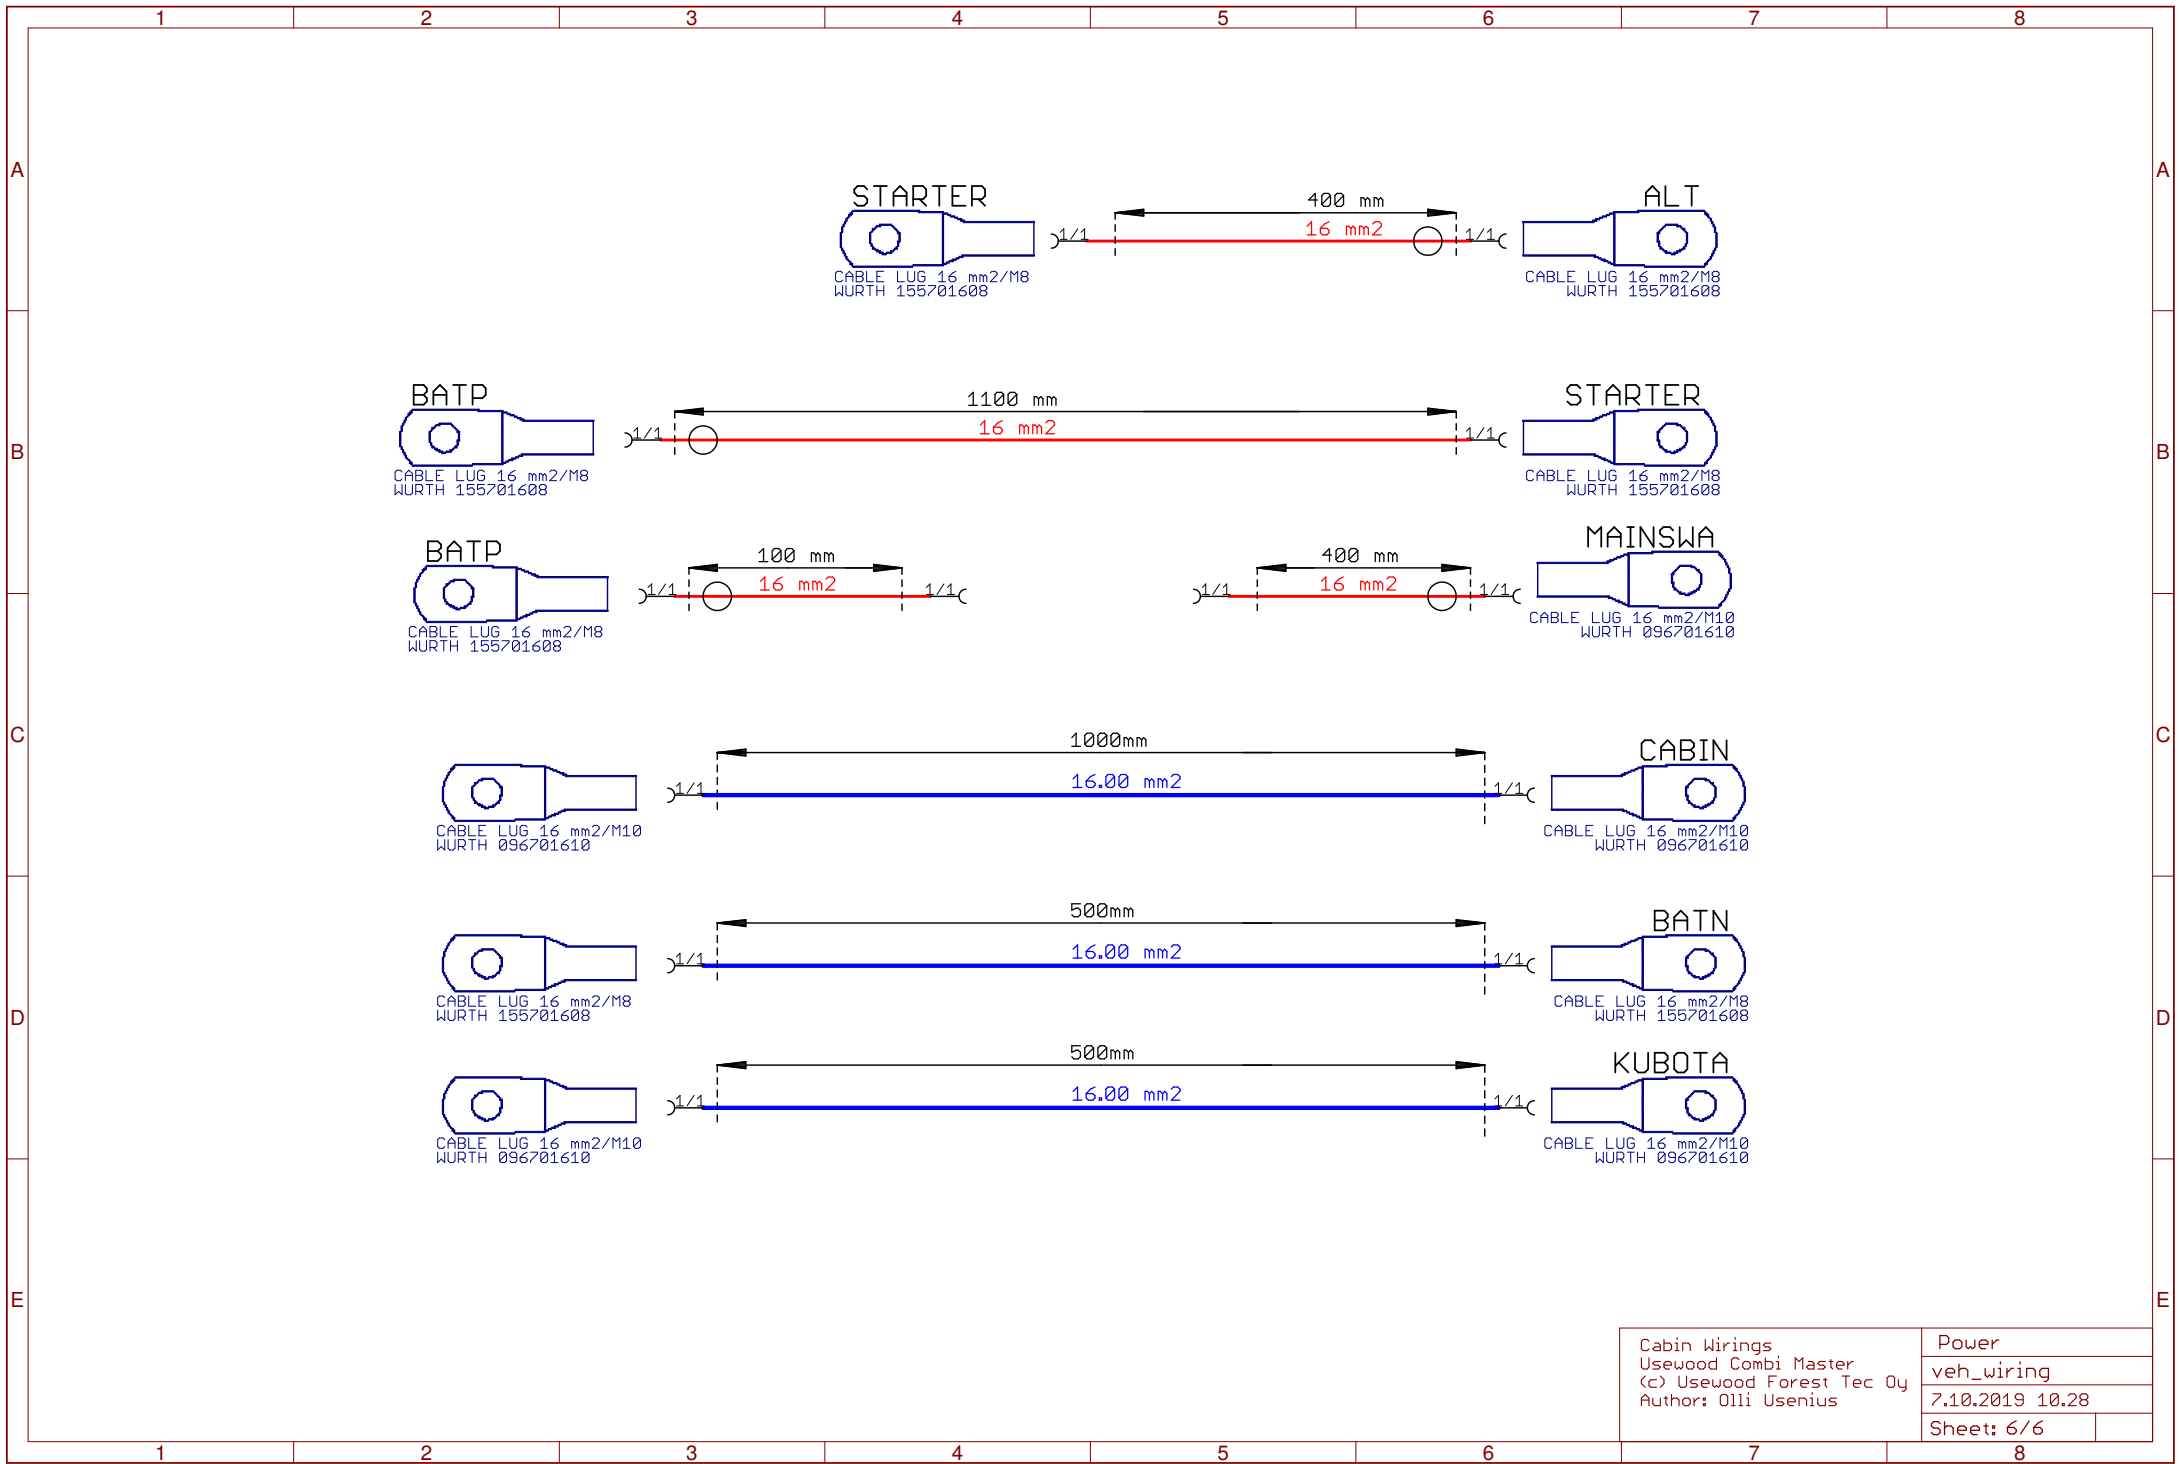 1 2 3 4 5 6 7 8
A A
STARTER ALT
400 mm
16 mm2
1/1 1/1
CABLE LUG 16 mm2/M8 CABLE LUG 16 mm2/M8
WURTH 155701608 WURTH 155701608
BATP STARTER
1100 mm
16 mm2
1/1 1/1
B B
CABLE LUG 16 mm2/M8 CABLE LUG 16 mm2/M8
WURTH 155701608 WURTH 155701608
BATP MAINSWA
100 mm 400 mm
16 mm2 16 mm2
1/1 1/1 1/1 1/1
CABLE LUG 16 mm2/M8 CABLE LUG 16 mm2/M10
WURTH 155701608 WURTH 096701610
C C
1000mm CABIN
16.00 mm2
1/1 1/1
CABLE LUG 16 mm2/M10 CABLE LUG 16 mm2/M10
WURTH 096701610 WURTH 096701610
500mm BATN
16.00 mm2
1/1 1/1
CABLE LUG 16 mm2/M8 CABLE LUG 16 mm2/M8
WURTH 155701608 WURTH 155701608
D D
500mm KUBOTA
16.00 mm2
1/1 1/1
CABLE LUG 16 mm2/M10 CABLE LUG 16 mm2/M10
WURTH 096701610 WURTH 096701610
E E
Cabin Wirings
Usewood Combi Master
(c) Usewood Forest Tec Oy
Author: Olli Usenius
Power
veh_wiring
7.10.2019 10.28
Sheet: 6/6
1 2 3 4 5 6 7 8